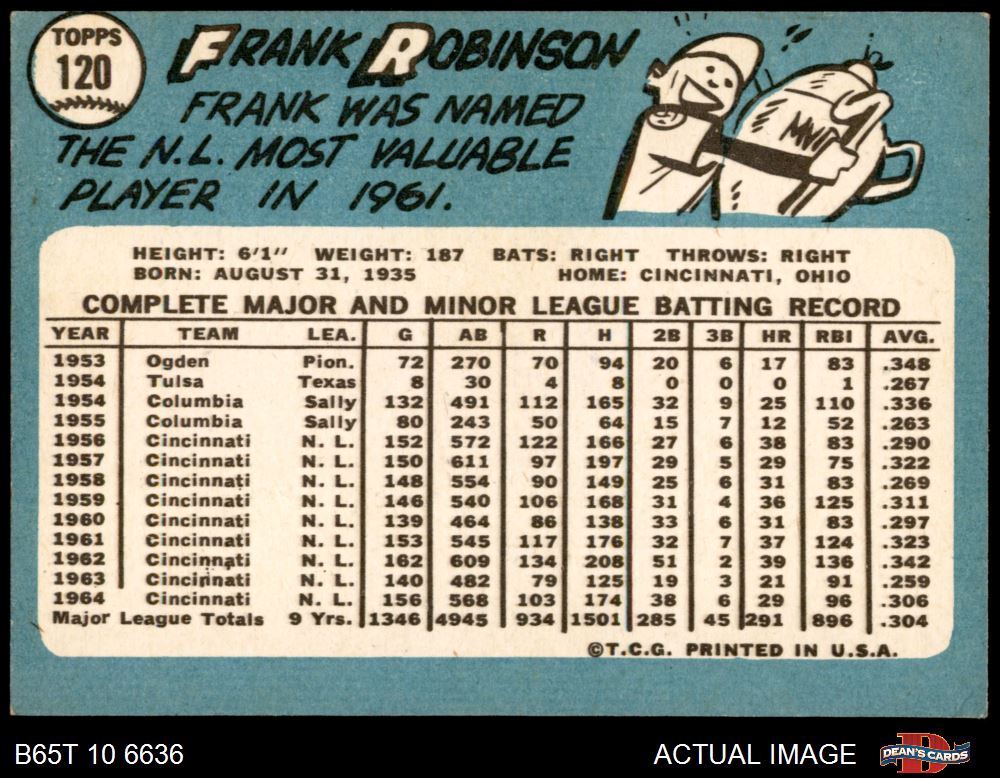 TOPPS
120
FRANK ROBINSON
FRANK WAS NAMED
THE N.L. MOST VALUABLE
PLAYER IN 1961.
MVP
HEIGHT: 6'1" WEIGHT: 187 BATS: RIGHT THROWS: RIGHT
BORN: AUGUST 31, 1935 HOME: CINCINNATI, OHIO
COMPLETE MAJOR AND MINOR LEAGUE BATTING RECORD
YEAR TEAM LEA. G AB R H 2B 3B HR RBI AVG.
1953 Ogden Pion. 72 270 70 94 20 6 17 83 .348
1954 Tulsa Texas 8 30 4 8 0 0 0 1 .267
1954 Columbia Sally 132 491 112 165 32 9 25 110 .336
1955 Columbia Sally 80 243 50 64 15 7 12 52 .263
1956 Cincinnati N. L. 152 572 122 166 27 6 38 83 .290
1957 Cincinnati N. L. 150 611 97 197 29 5 29 75 .322
1958 Cincinnati N. L. 148 554 90 149 25 6 31 83 .269
1959 Cincinnati N. L. 146 540 106 168 31 4 36 125 .311
1960 Cincinnati N. L. 139 464 86 138 33 6 31 83 .297
1961 Cincinnati N. L. 153 545 117 176 32 7 37 124 .323
1962 Cincinnati N. L. 162 609 134 208 51 2 39 136 .342
1963 Cincinnati N. L. 140 482 79 125 19 3 21 91 .259
1964 Cincinnati N. L. 156 568 103 174 38 6 29 96 .306
Major League Totals 9 Yrs. 1346 4945 934 1501 285 45 291 896 .304
©T.C.G. PRINTED IN U.S.A.
B65T 10 6636 ACTUAL IMAGE DEAN'S CARDS